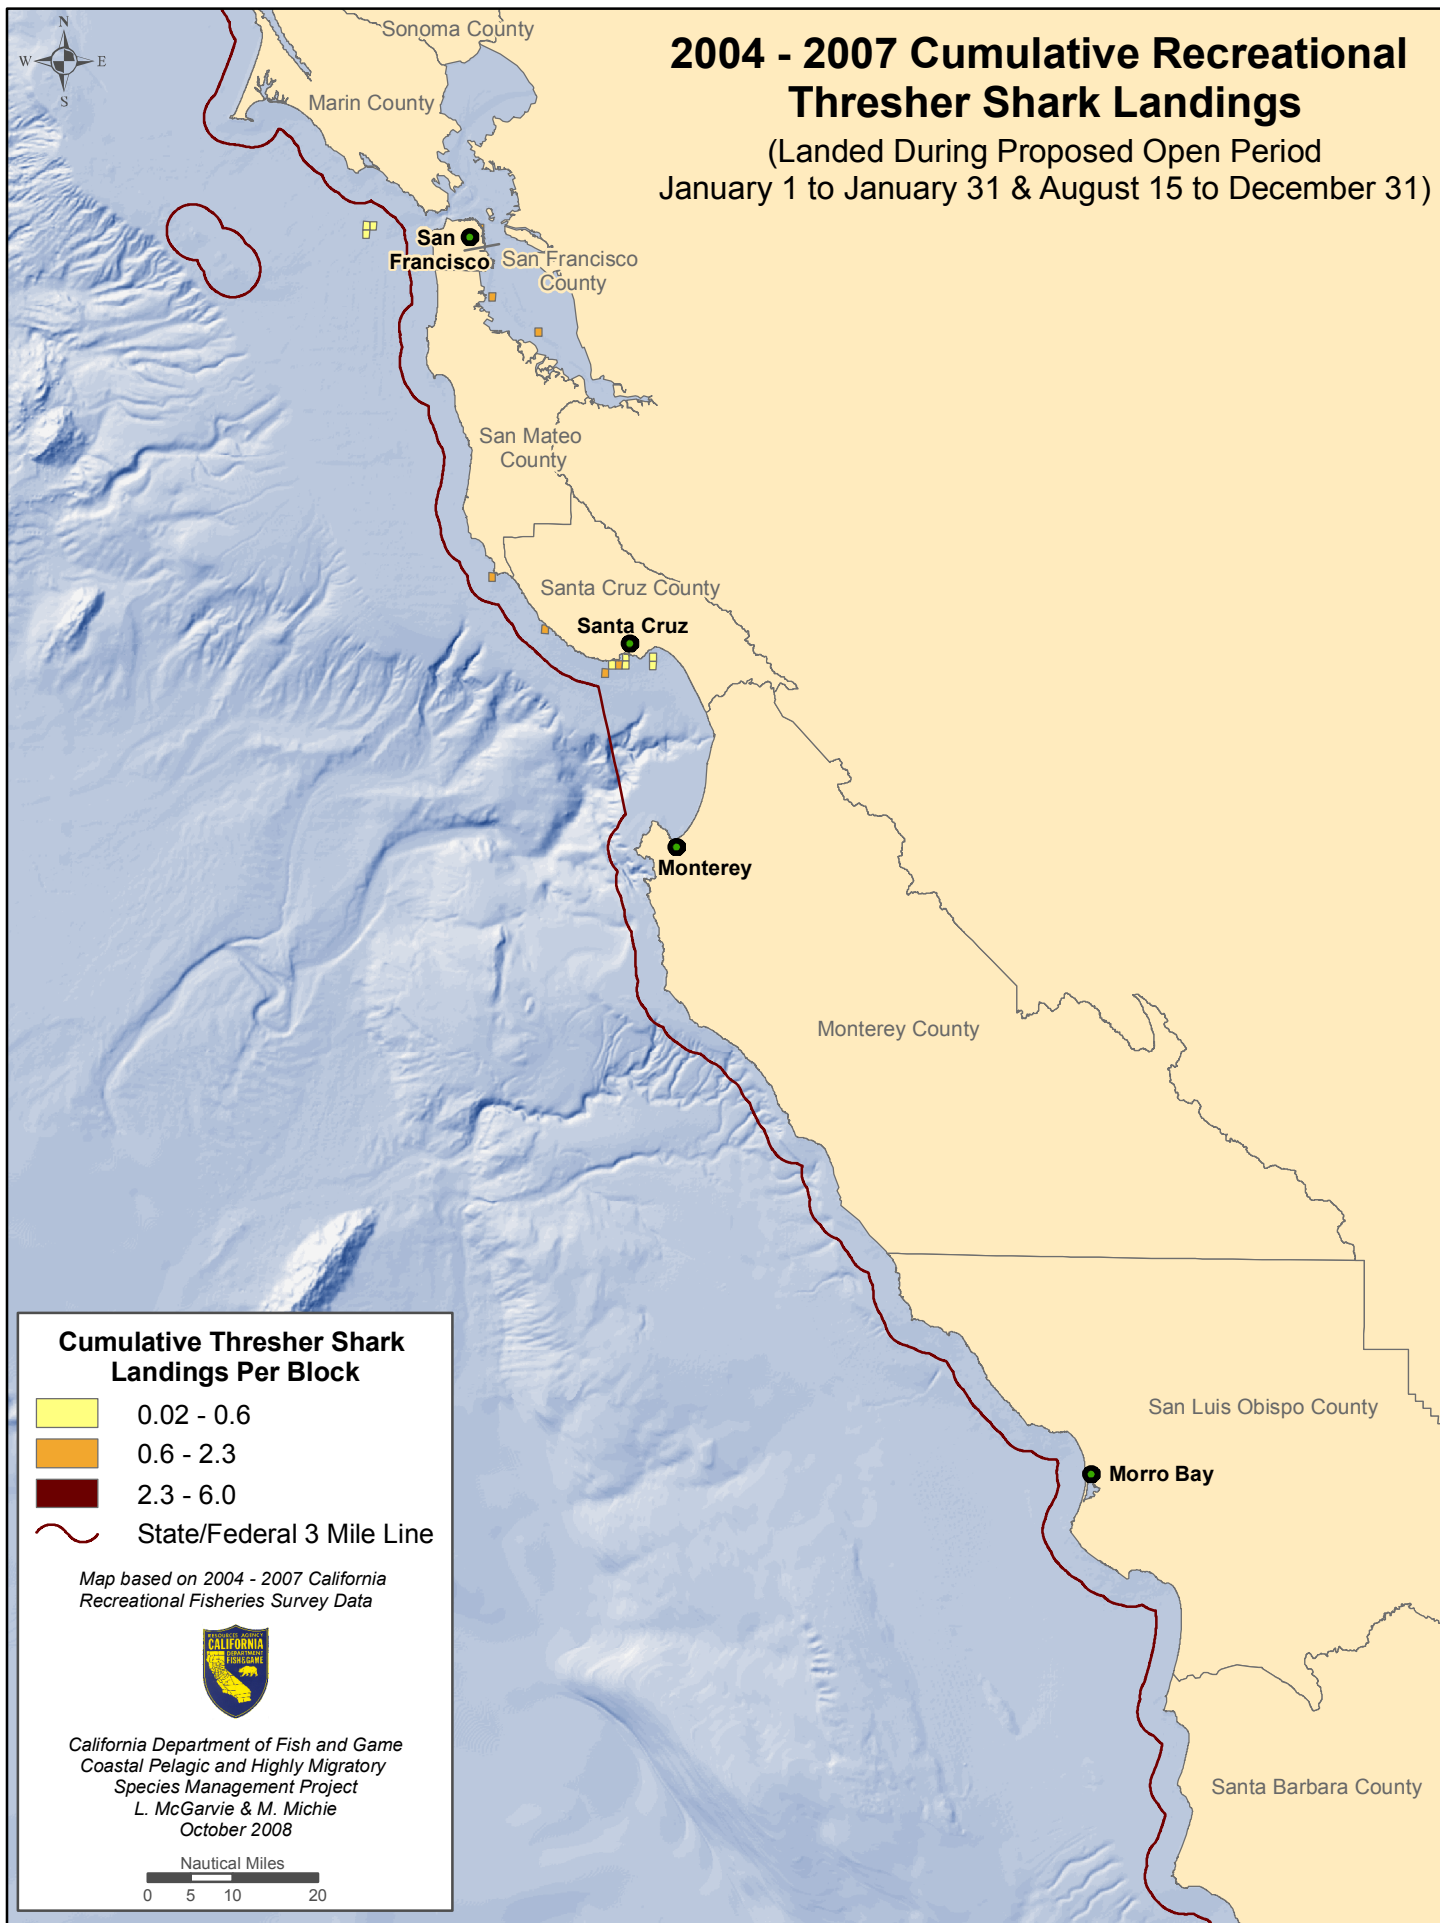 2004 - 2007 Cumulative Recreational
Thresher Shark Landings
(Landed During Proposed Open Period
January 1 to January 31 & August 15 to December 31)
N
W
E
S
Sonoma County
Marin County
San
Francisco
San Francisco
County
San Mateo
County
Santa Cruz County
Santa Cruz
Monterey
Monterey County
San Luis Obispo County
Morro Bay
Santa Barbara County
Cumulative Thresher Shark
Landings Per Block
0.02 - 0.6
0.6 - 2.3
2.3 - 6.0
State/Federal 3 Mile Line
Map based on 2004 - 2007 California
Recreational Fisheries Survey Data
RESOURCES AGENCY
CALIFORNIA
DEPARTMENT
FISH&GAME
California Department of Fish and Game
Coastal Pelagic and Highly Migratory
Species Management Project
L. McGarvie & M. Michie
October 2008
Nautical Miles
0 5 10 20